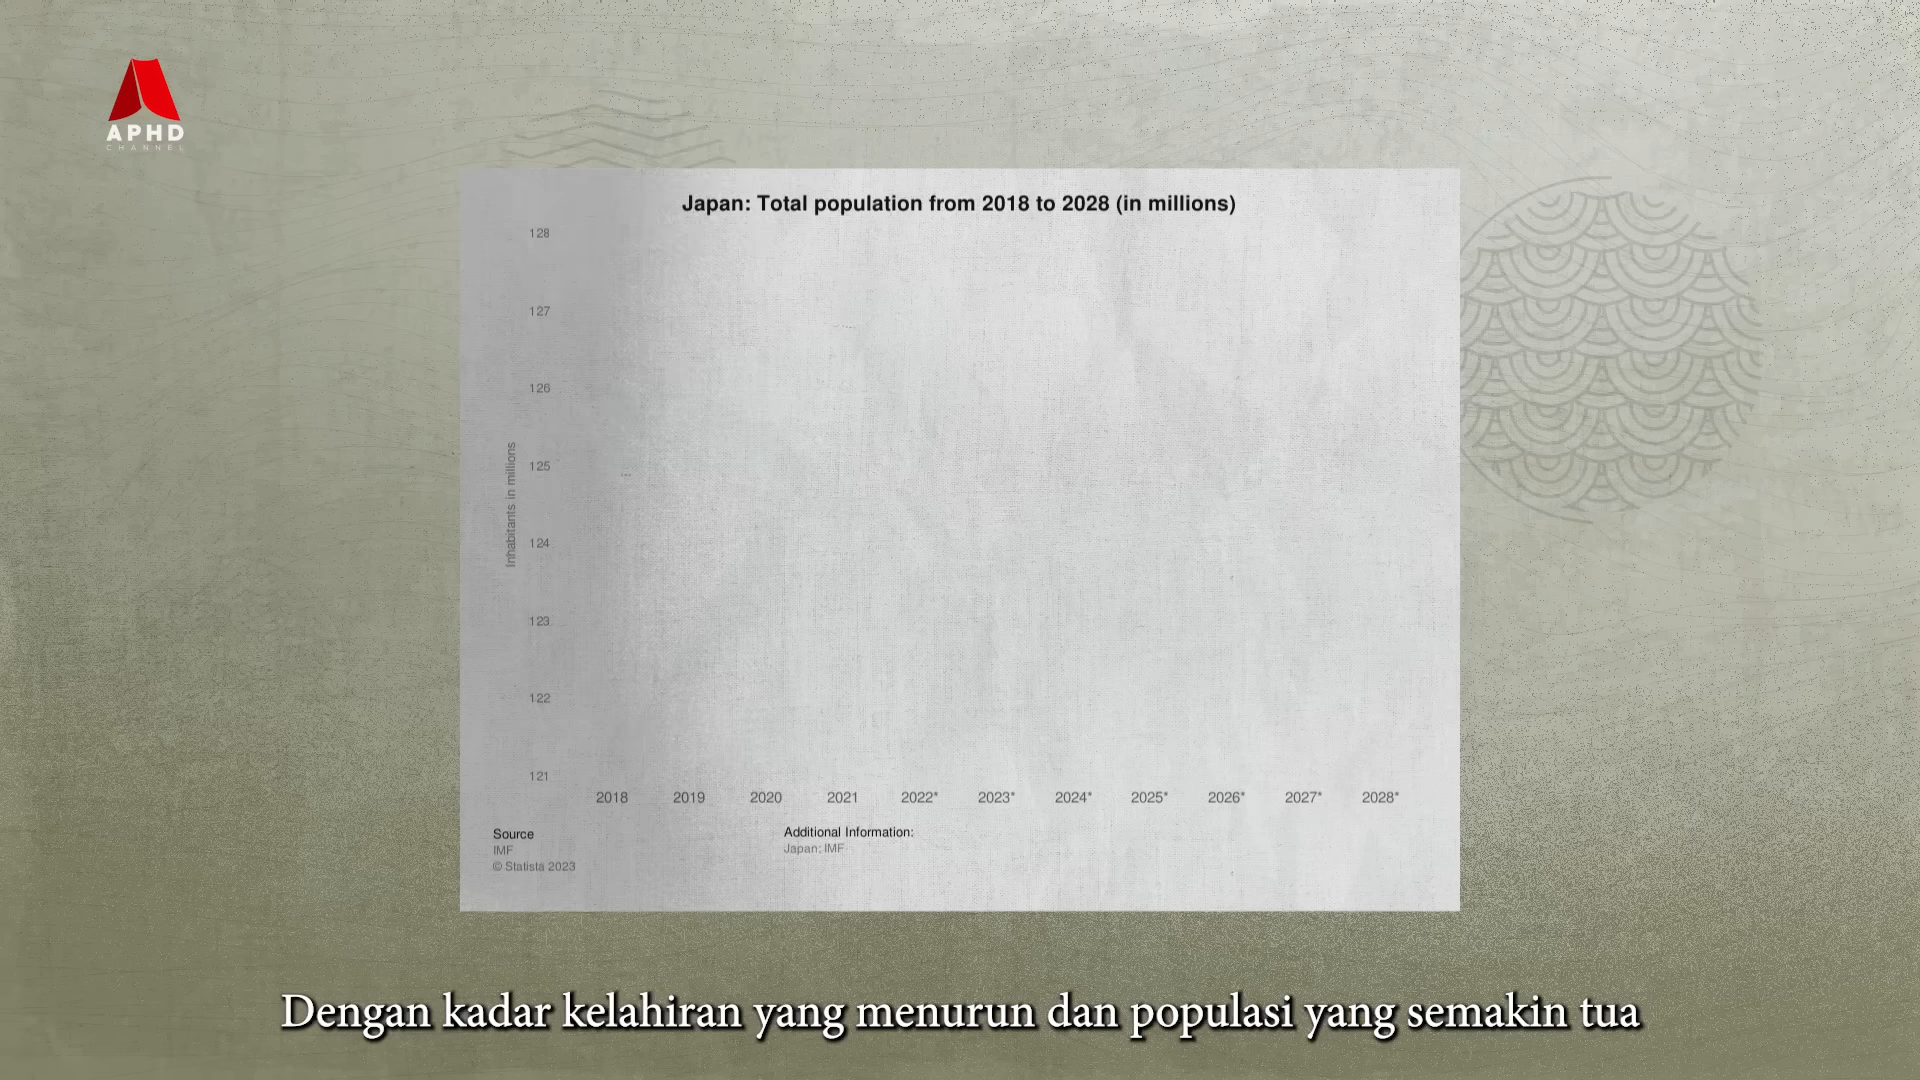 APHD
CHANNEL
Japan: Total population from 2018 to 2028 (in millions)
128
127
126
125
124
123
122
121
Inhabitants in millions
2018 2019 2020 2021 2022* 2023* 2024* 2025* 2026* 2027* 2028*
Source
IMF
© Statista 2023
Additional Information:
Japan; IMF
Dengan kadar kelahiran yang menurun dan populasi yang semakin tua